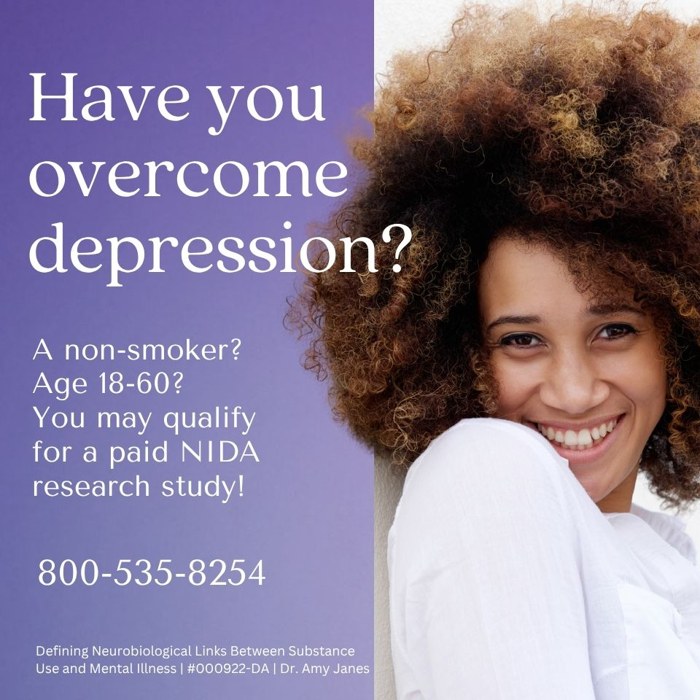 Have you
overcome
depression?
A non-smoker?
Age 18-60?
You may qualify
for a paid NIDA
research study!
800-535-8254
Defining Neurobiological Links Between Substance
Use and Mental Illness | #000922-DA | Dr. Amy Janes